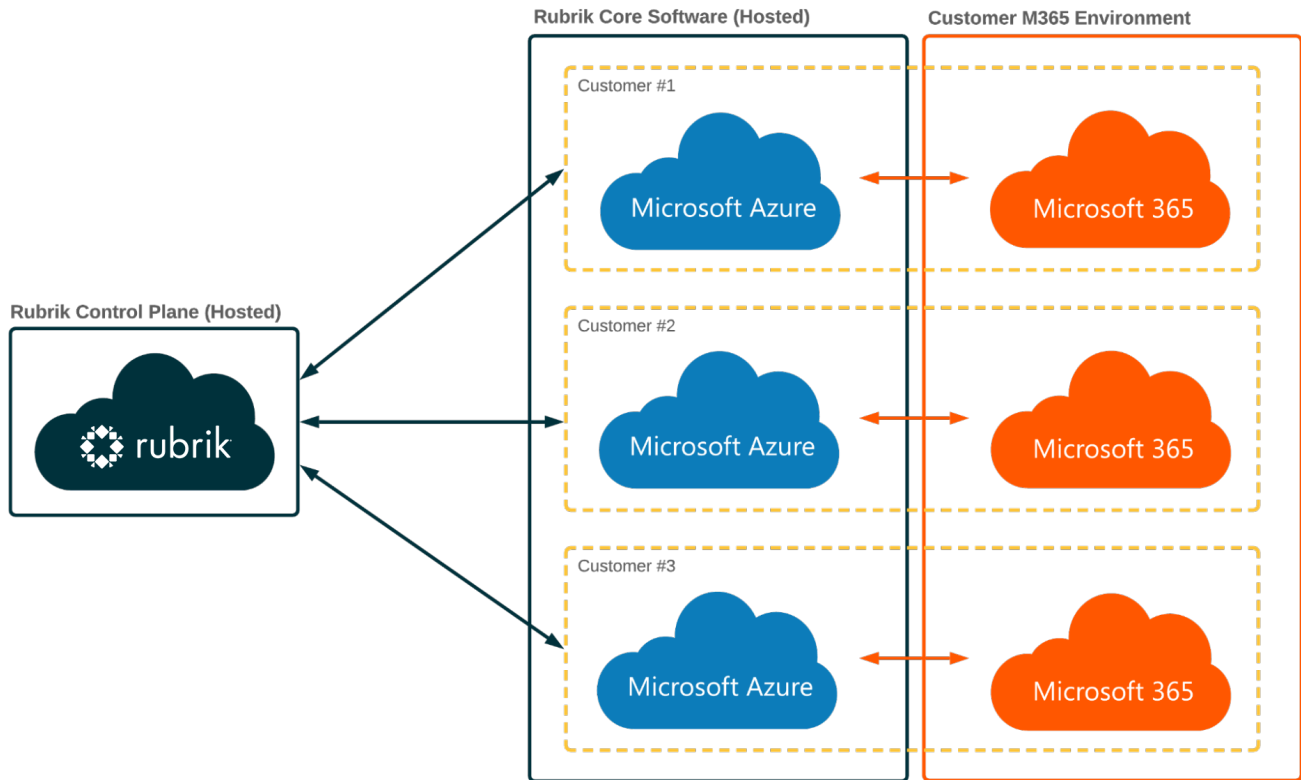 Rubrik Core Software (Hosted)
Customer M365 Environment
Customer #1
Microsoft Azure
Microsoft 365
Rubrik Control Plane (Hosted)
rubrik
Customer #2
Microsoft Azure
Microsoft 365
Customer #3
Microsoft Azure
Microsoft 365